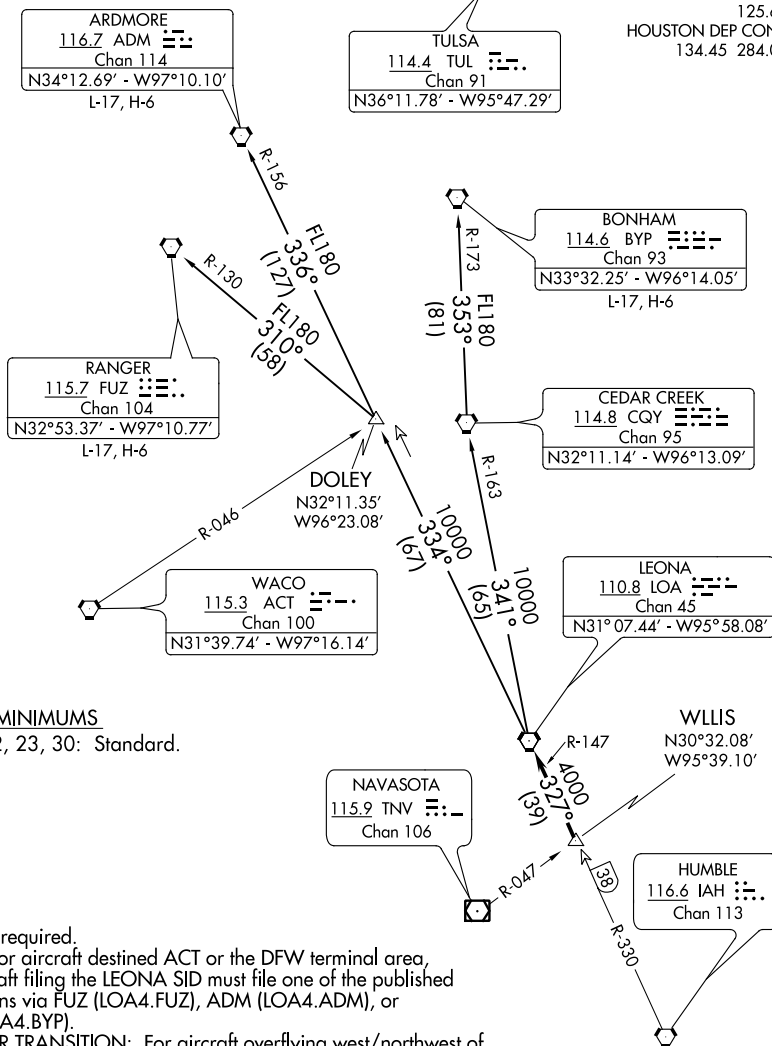 125.6
HOUSTON DEP CON
134.45 284.0
ARDMORE
116.7 ADM
Chan 114
N34°12.69' - W97°10.10'
L-17, H-6
TULSA
114.4 TUL
Chan 91
N36°11.78' - W95°47.29'
R-156
FL180
336°
(127)
R-130
FL180
310°
(58)
R-173
FL180
353°
(81)
BONHAM
114.6 BYP
Chan 93
N33°32.25' - W96°14.05'
L-17, H-6
RANGER
115.7 FUZ
Chan 104
N32°53.37' - W97°10.77'
L-17, H-6
CEDAR CREEK
114.8 CQY
Chan 95
N32°11.14' - W96°13.09'
DOLEY
N32°11.35'
W96°23.08'
R-163
R-046
10000
334°
(67)
10000
341°
(65)
WACO
115.3 ACT
Chan 100
N31°39.74' - W97°16.14'
LEONA
110.8 LOA
Chan 45
N31°07.44' - W95°58.08'
MINIMUMS
2, 23, 30: Standard.
WLLIS
N30°32.08'
W95°39.10'
R-147
4000
327°
(39)
NAVASOTA
115.9 TNV
Chan 106
R-047
38
R-330
HUMBLE
116.6 IAH
Chan 113
required.
or aircraft destined ACT or the DFW terminal area,
aft filing the LEONA SID must file one of the published
ns via FUZ (LOA4.FUZ), ADM (LOA4.ADM), or
A4.BYP).
R TRANSITION: For aircraft overflying west/northwest of